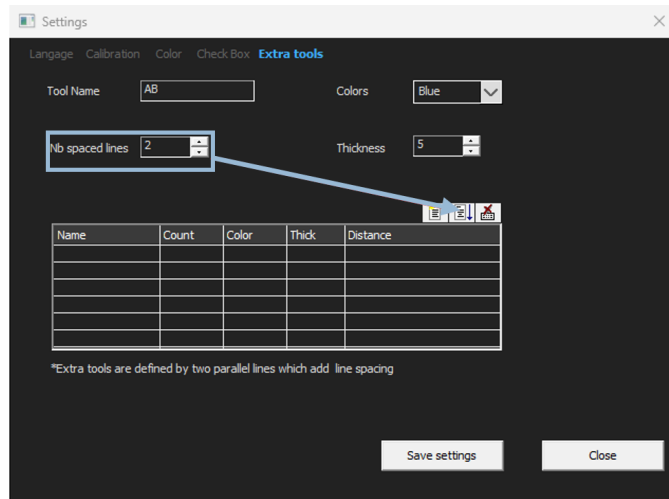 Settings
Langage Calibration Color Check Box Extra tools
Tool Name AB Colors Blue
Nb spaced lines 2 Thickness 5
Name Count Color Thick Distance
*Extra tools are defined by two parallel lines which add line spacing
Save settings Close